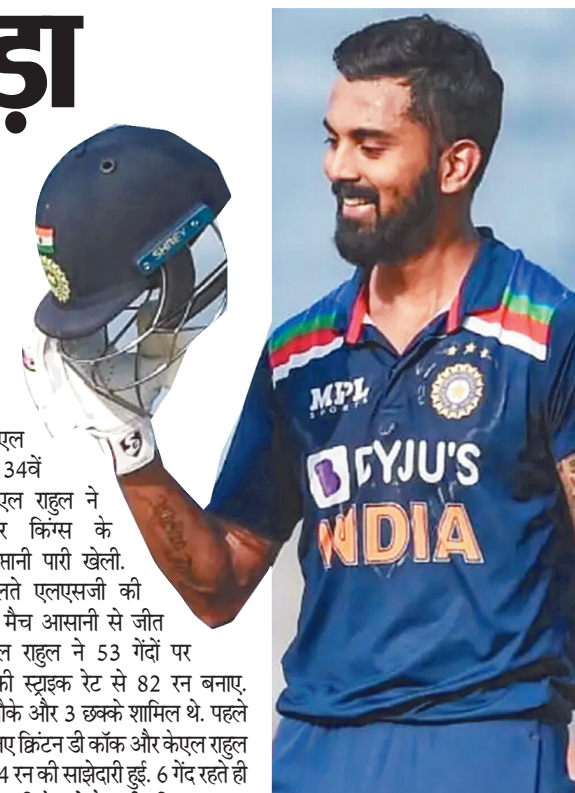 ड़ा
SHREY
MPL
SPORTS
BYJU'S
INDIA
एल
34वें
एल राहुल ने
र किंग्स के
सानी पारी खेली.
लते एलएसजी की
मैच आसानी से जीत
ल राहुल ने 53 गेंदों पर
की स्ट्राइक रेट से 82 रन बनाए.
चौके और 3 छक्के शामिल थे. पहले
लिए क्विंटन डी कॉक और केएल राहुल
4 रन की साझेदारी हुई. 6 गेंद रहते ही